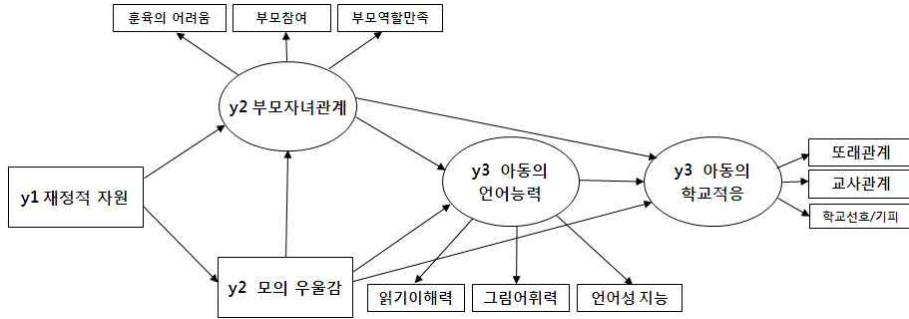 훈육의 어려움
부모참여
부모역할만족
y2 부모자녀관계
y1 재정적 자원
y3 아동의
언어능력
y3 아동의
학교적응
또래관계
교사관계
학교선호/기피
y2 모의 우울감
읽기이해력
그림어휘력
언어성 지능